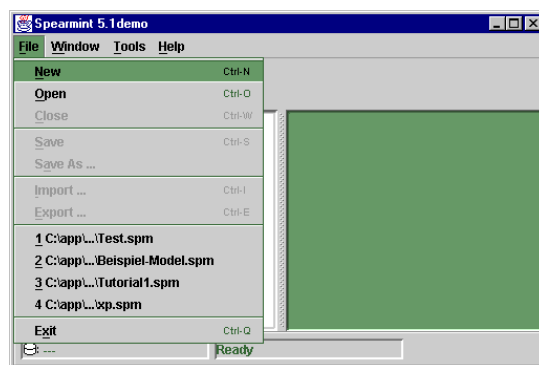 Spearmint 5.1demo
File Window Tools Help
New Ctrl-N
Open Ctrl-O
Close Ctrl-W
Save Ctrl-S
Save As ...
Import ... Ctrl-I
Export ... Ctrl-E
1 C:\app\...\Test.spm
2 C:\app\...\Beispiel-Model.spm
3 C:\app\...\Tutorial1.spm
4 C:\app\...\xp.spm
Exit Ctrl-Q
: --- Ready